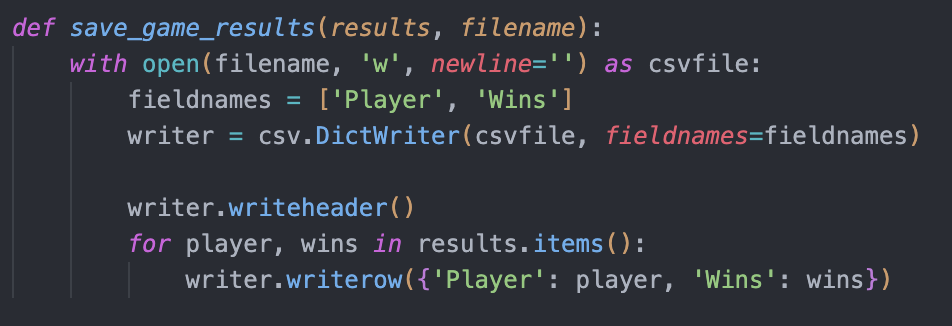 def save_game_results(results, filename):
    with open(filename, 'w', newline='') as csvfile:
        fieldnames = ['Player', 'Wins']
        writer = csv.DictWriter(csvfile, fieldnames=fieldnames)

        writer.writeheader()
        for player, wins in results.items():
            writer.writerow({'Player': player, 'Wins': wins})